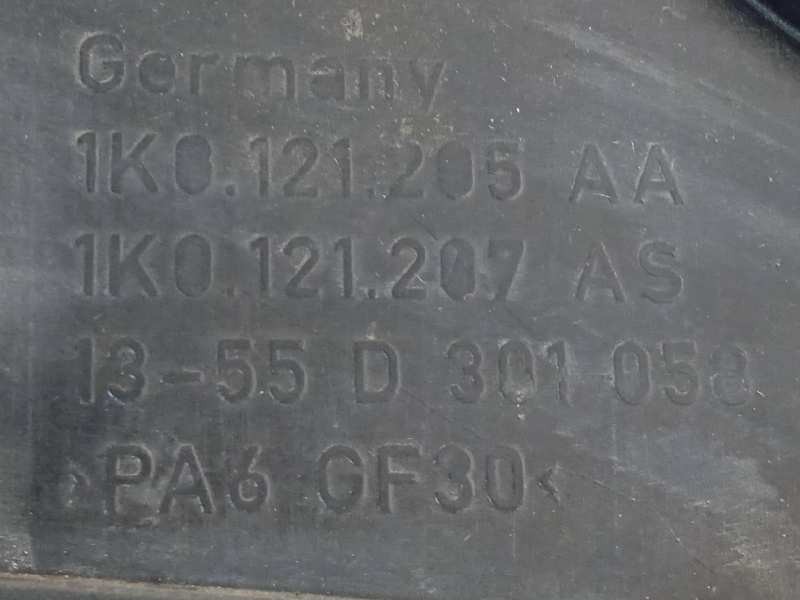 Germany
1K0.121.205 AA
1K0.121.207 AS
13-55 D 301 058
>PA6 GF30<